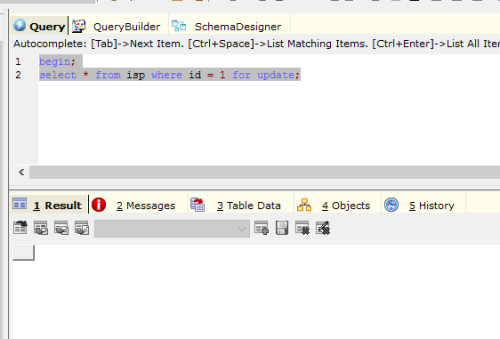 Query QueryBuilder SchemaDesigner
Autocomplete: [Tab]->Next Item. [Ctrl+Space]->List Matching Items. [Ctrl+Enter]->List All Iter
1 begin;
2 select * from isp where id = 1 for update;
1 Result 2 Messages 3 Table Data 4 Objects 5 History